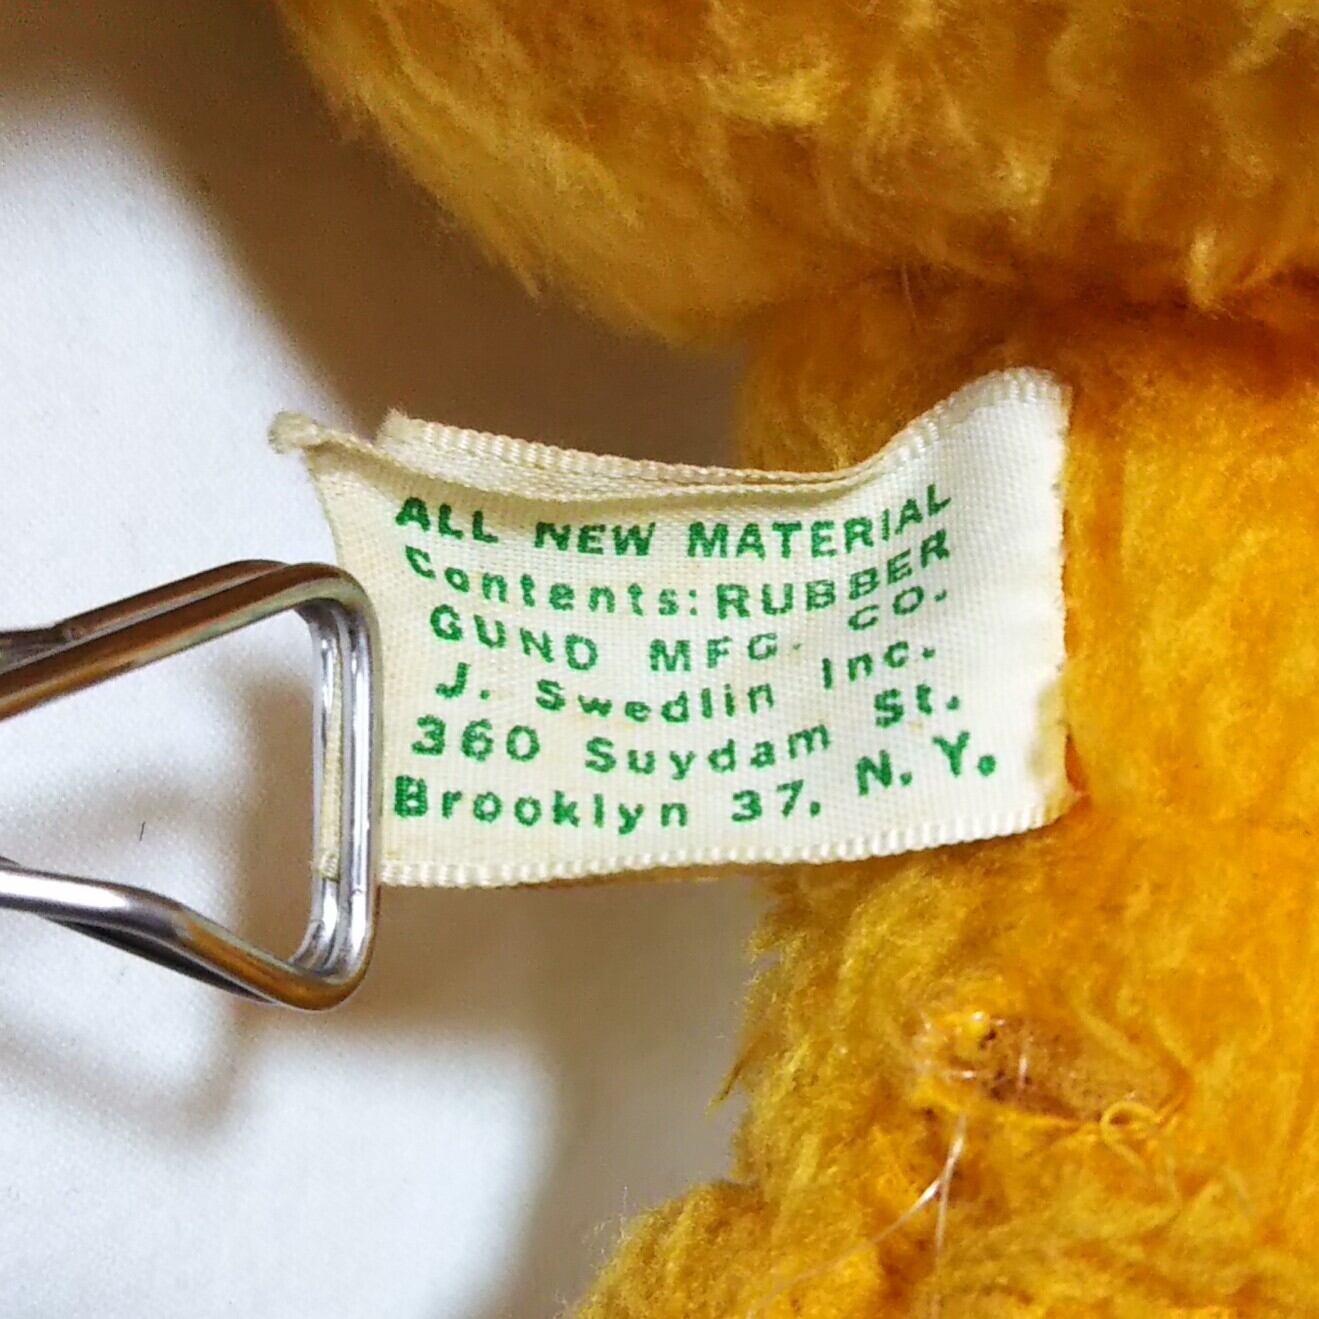 ALL NEW MATERIAL
Contents: RUBBER
GUND MFG. CO.
J. Swedlin Inc.
360 Suydam St.
Brooklyn 37, N. Y.